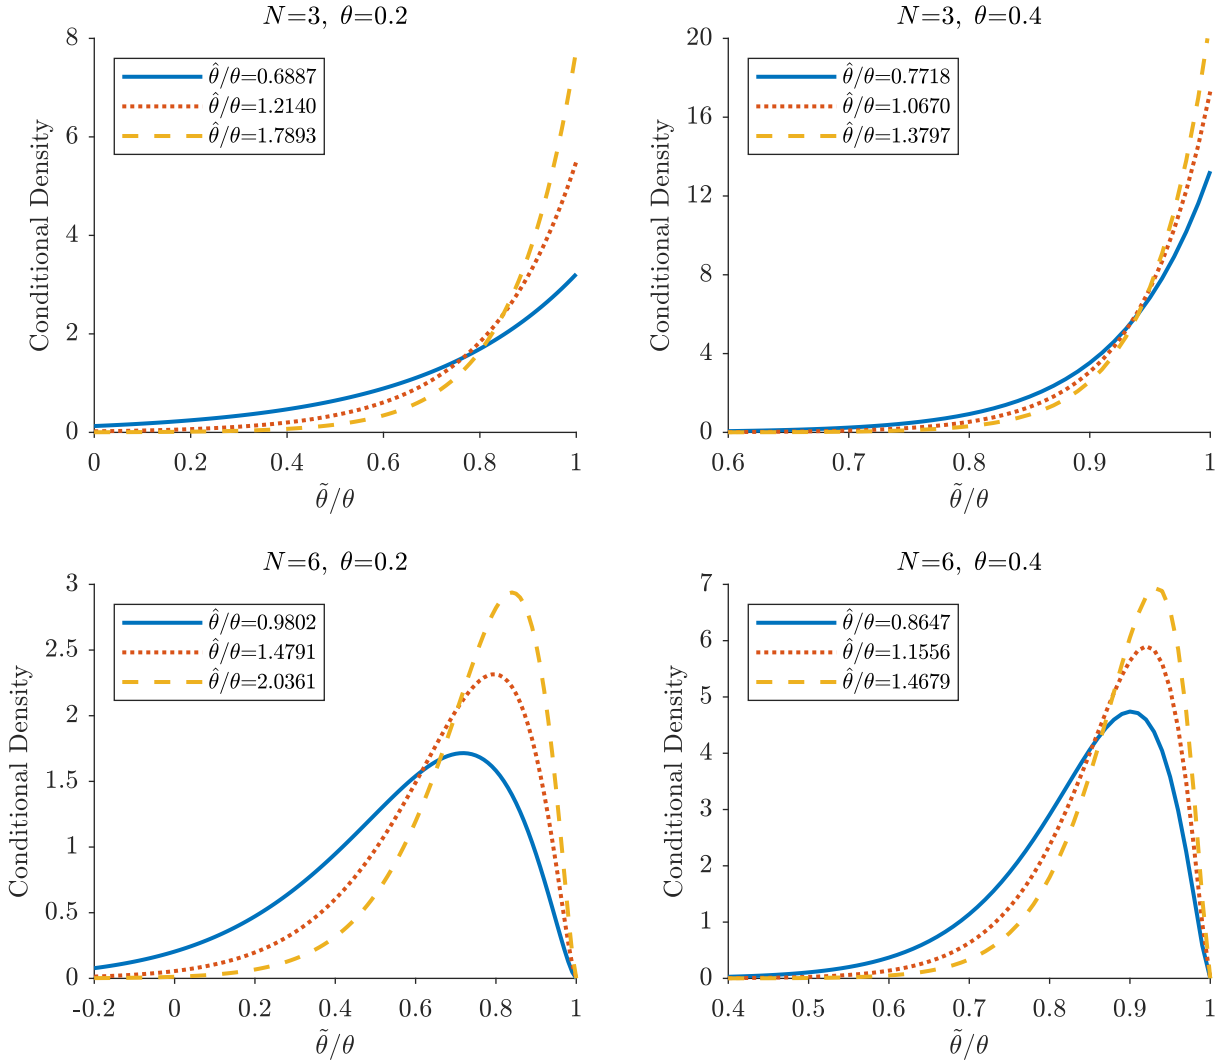 N=3, θ=0.2
8
6
4
2
0
0 0.2 0.4 0.6 0.8 1
Conditional Density
θ̃/θ
θ̂/θ=0.6887
θ̂/θ=1.2140
θ̂/θ=1.7893
N=3, θ=0.4
20
16
12
8
4
0
0.6 0.7 0.8 0.9 1
Conditional Density
θ̃/θ
θ̂/θ=0.7718
θ̂/θ=1.0670
θ̂/θ=1.3797
N=6, θ=0.2
3
2.5
2
1.5
1
0.5
0
-0.2 0 0.2 0.4 0.6 0.8 1
Conditional Density
θ̃/θ
θ̂/θ=0.9802
θ̂/θ=1.4791
θ̂/θ=2.0361
N=6, θ=0.4
7
6
5
4
3
2
1
0
0.4 0.5 0.6 0.7 0.8 0.9 1
Conditional Density
θ̃/θ
θ̂/θ=0.8647
θ̂/θ=1.1556
θ̂/θ=1.4679